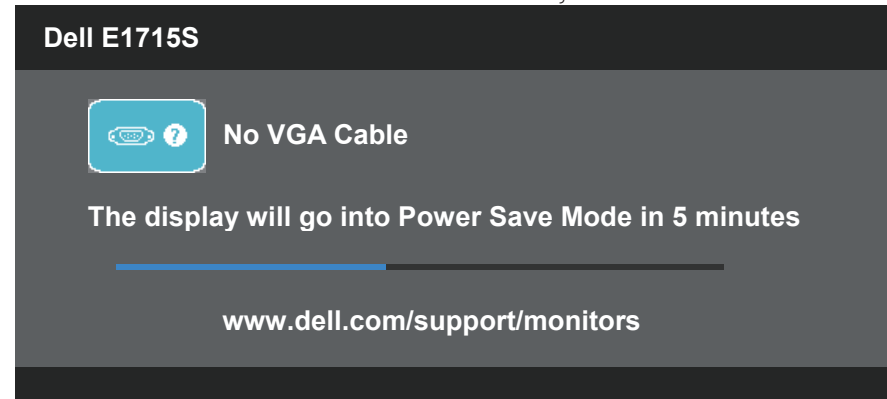 Dell E1715S
? No VGA Cable
The display will go into Power Save Mode in 5 minutes
www.dell.com/support/monitors